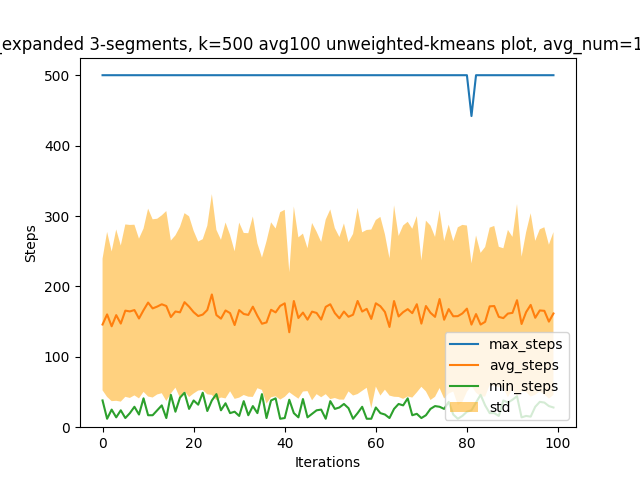 _expanded 3-segments, k=500 avg100 unweighted-kmeans plot, avg_num=1
500
400
300
200
100
0
Steps
0 20 40 60 80 100
Iterations
max_steps
avg_steps
min_steps
std